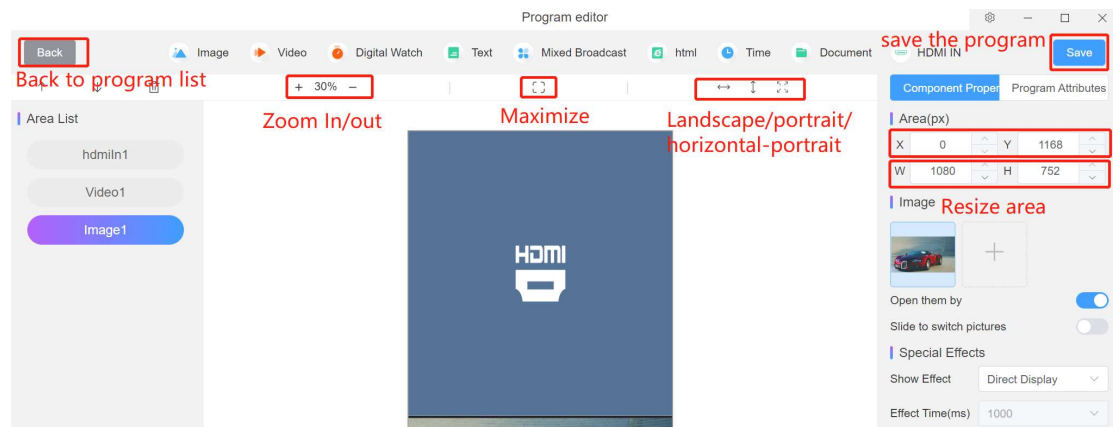 Program editor
Back
Image
Video
Digital Watch
Text
Mixed Broadcast
html
Time
Document
HDMI IN
save the program
Save
Back to program list
+ 30% −
Zoom In/out
Maximize
Landscape/portrait/
horizontal-portrait
Component Proper
Program Attributes
Area List
hdmiIn1
Video1
Image1
HDMI
Area(px)
X 0 Y 1168
W 1080 H 752
Resize area
Image
Open them by
Slide to switch pictures
Special Effects
Show Effect Direct Display
Effect Time(ms) 1000